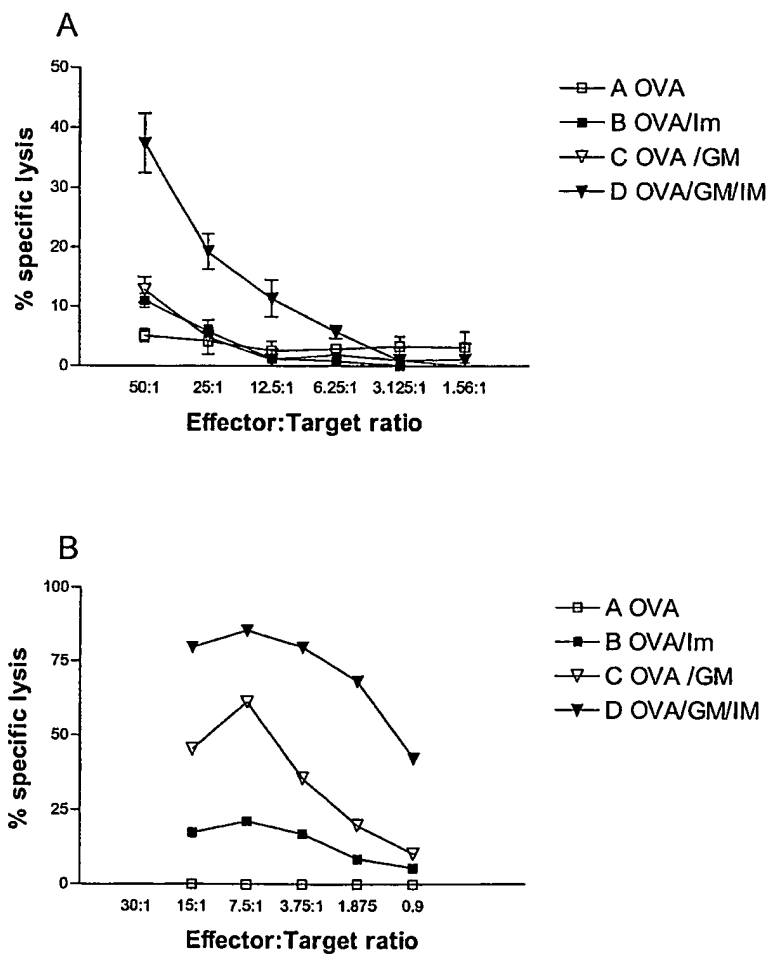 A
% specific lysis
50
40
30
20
10
0
50:1 25:1 12.5:1 6.25:1 3.125:1 1.56:1
Effector:Target ratio
A OVA
B OVA/Im
C OVA /GM
D OVA/GM/IM
B
% specific lysis
100
75
50
25
0
30:1 15:1 7.5:1 3.75:1 1.875 0.9
Effector:Target ratio
A OVA
B OVA/Im
C OVA /GM
D OVA/GM/IM